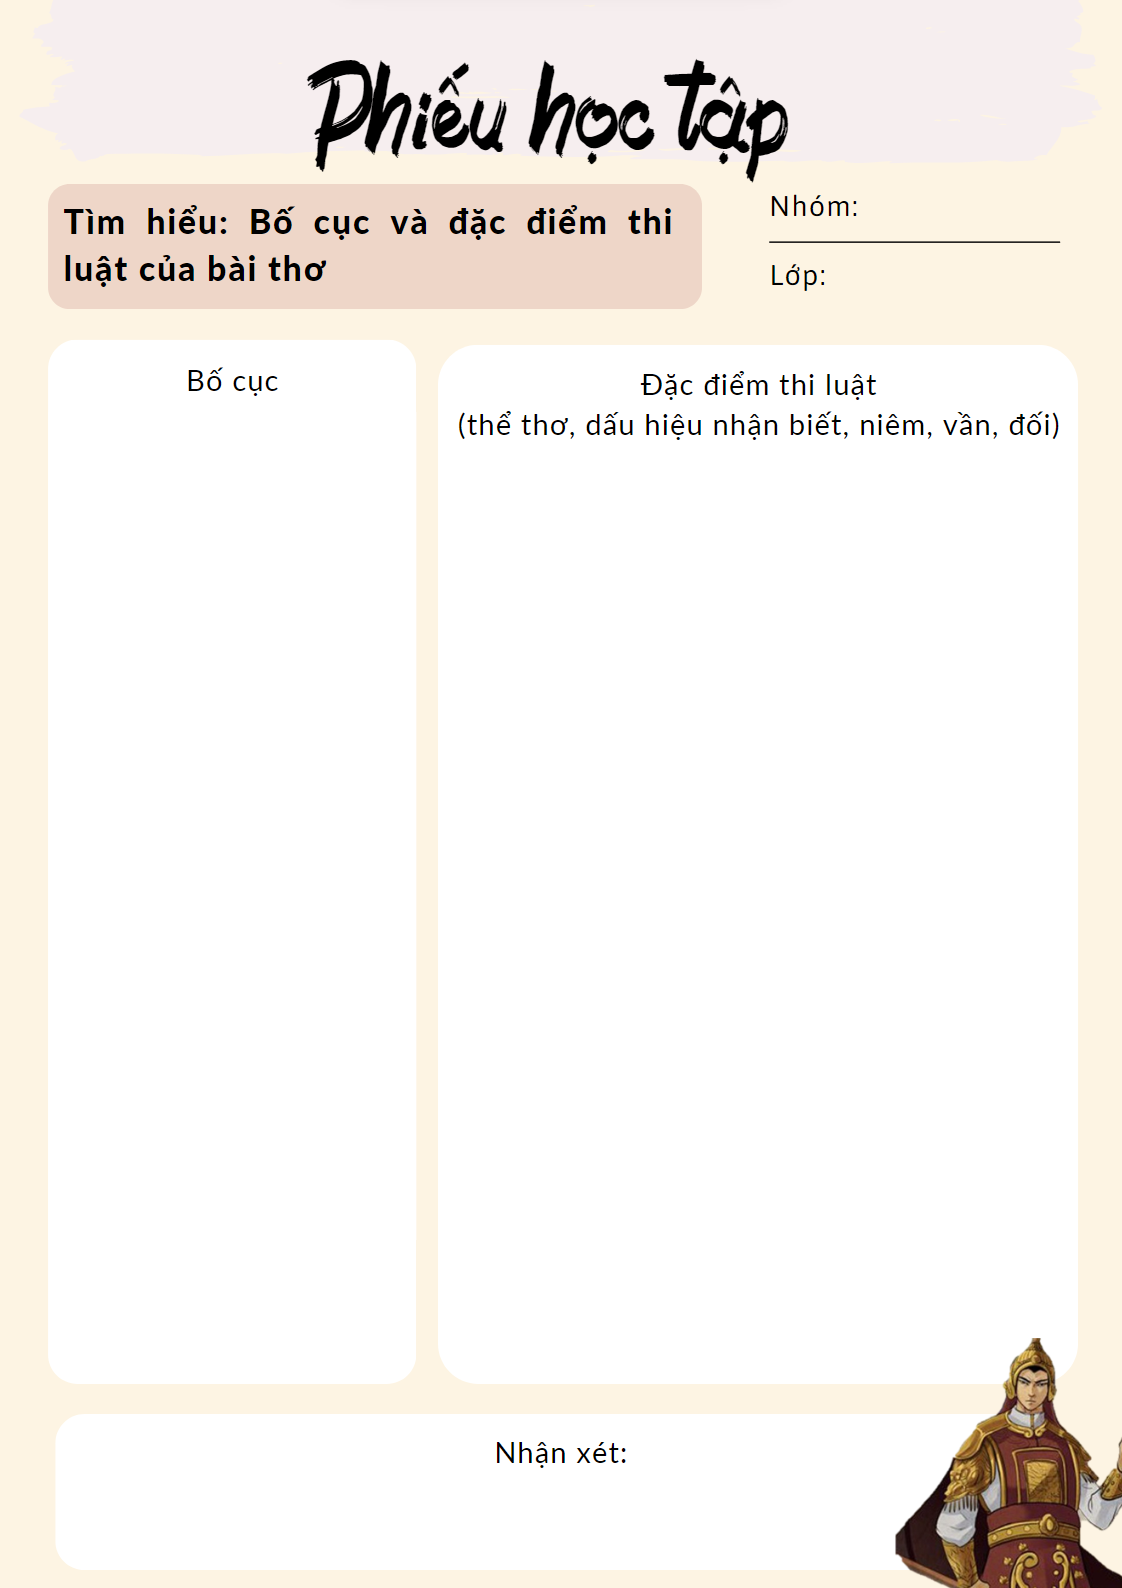 Phiếu học tập
Tìm hiểu: Bố cục và đặc điểm thi
luật của bài thơ
Nhóm:
Lớp:
Bố cục
Đặc điểm thi luật
(thể thơ, dấu hiệu nhận biết, niêm, vần, đối)
Nhận xét: